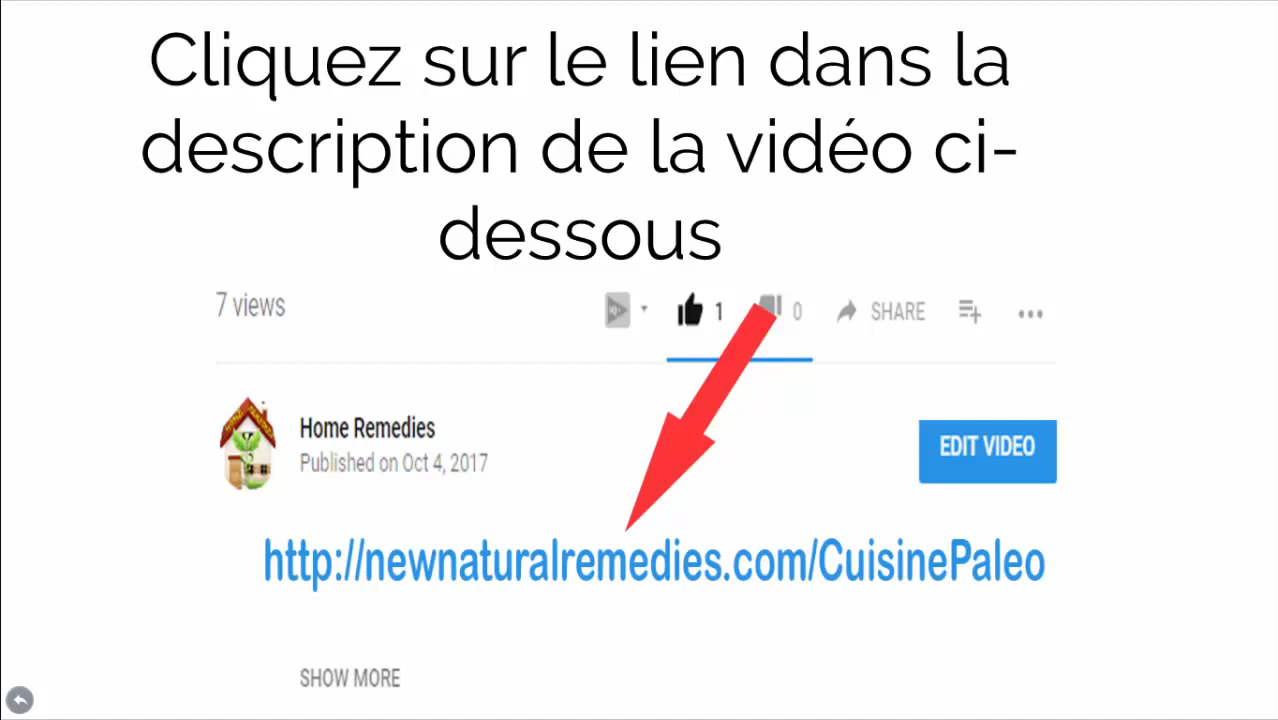 Cliquez sur le lien dans la
description de la vidéo ci-
dessous
7 views
1
0
SHARE
Home Remedies
Published on Oct 4, 2017
EDIT VIDEO
http://newnaturalremedies.com/CuisinePaleo
SHOW MORE